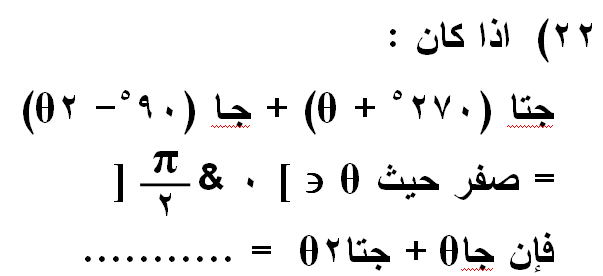 ٢٢) اذا كان :
جتا (٢٧٠° + θ) + جا (٩٠° – ٢θ)
= صفر حيث θ ∋ ] ٠ & π/٢ [
فإن جاθ + جتا٢θ = ...........